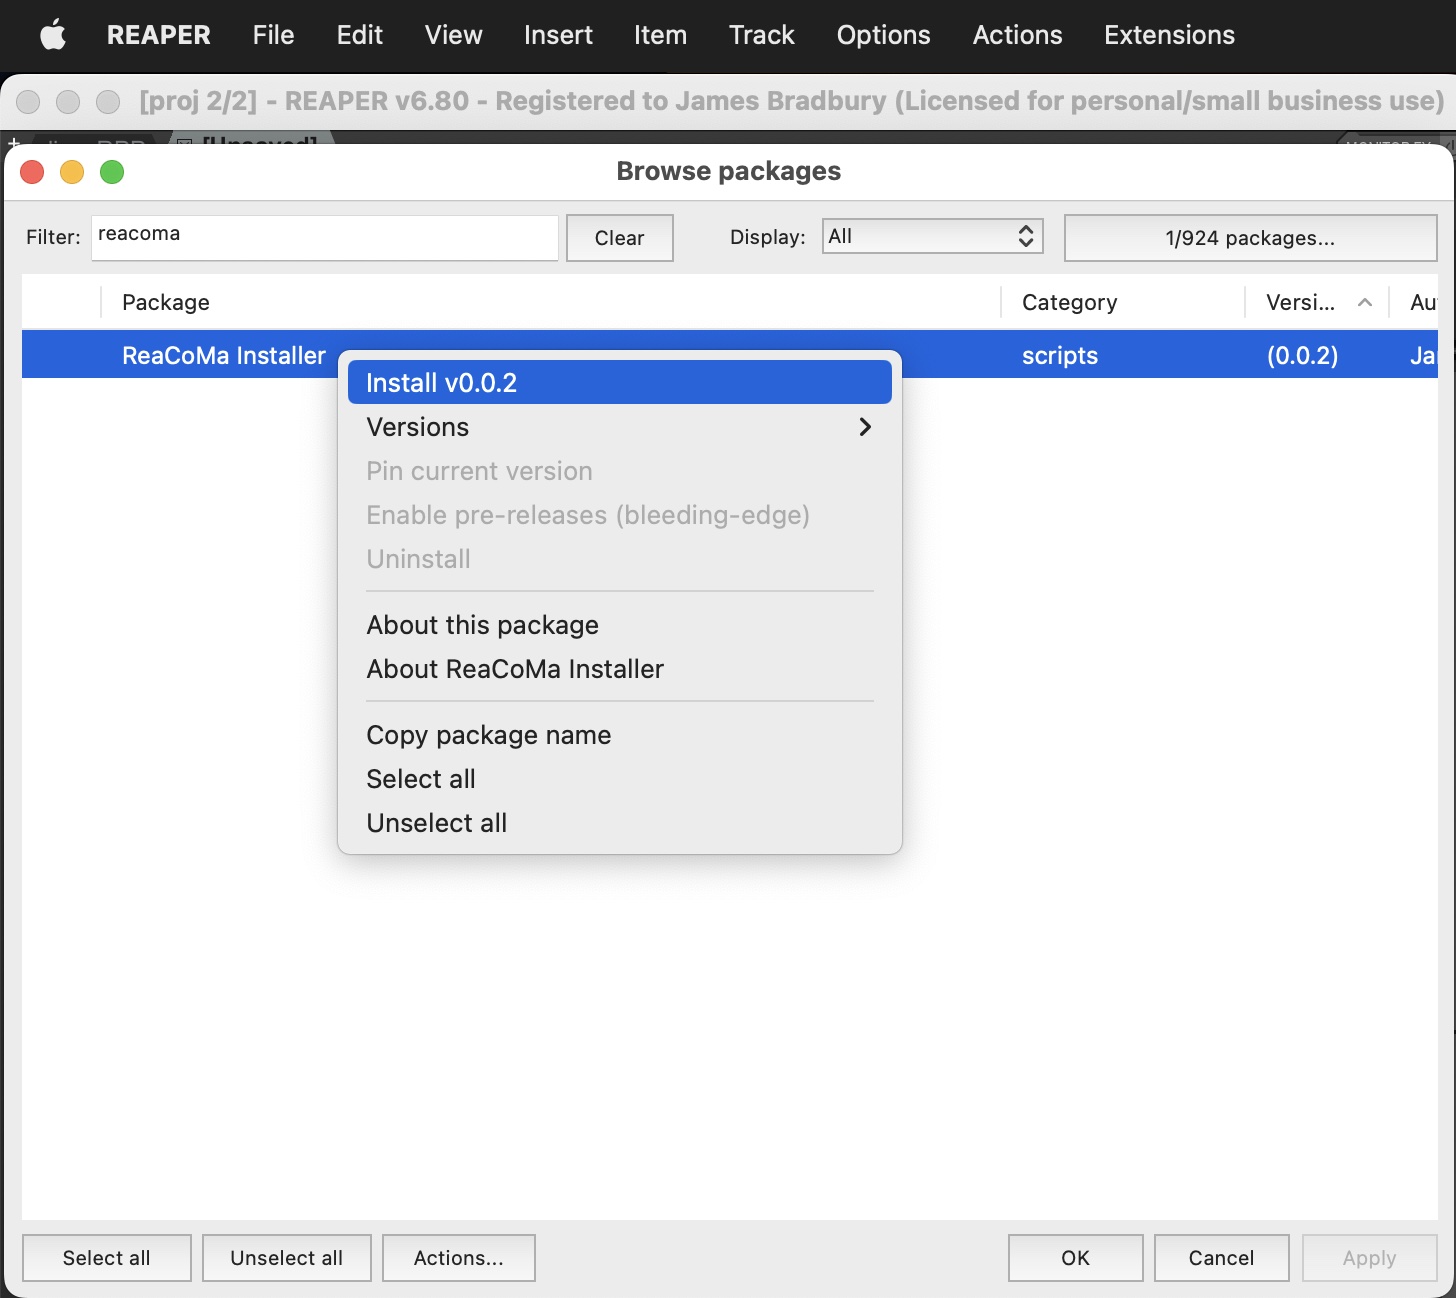 REAPER File Edit View Insert Item Track Options Actions Extensions
[proj 2/2] - REAPER v6.80 - Registered to James Bradbury (Licensed for personal/small business use)
Browse packages
Filter: reacoma Clear Display: All 1/924 packages...
Package Category Versi... Au
ReaCoMa Installer scripts (0.0.2) Ja
Install v0.0.2
Versions
Pin current version
Enable pre-releases (bleeding-edge)
Uninstall
About this package
About ReaCoMa Installer
Copy package name
Select all
Unselect all
Select all Unselect all Actions... OK Cancel Apply